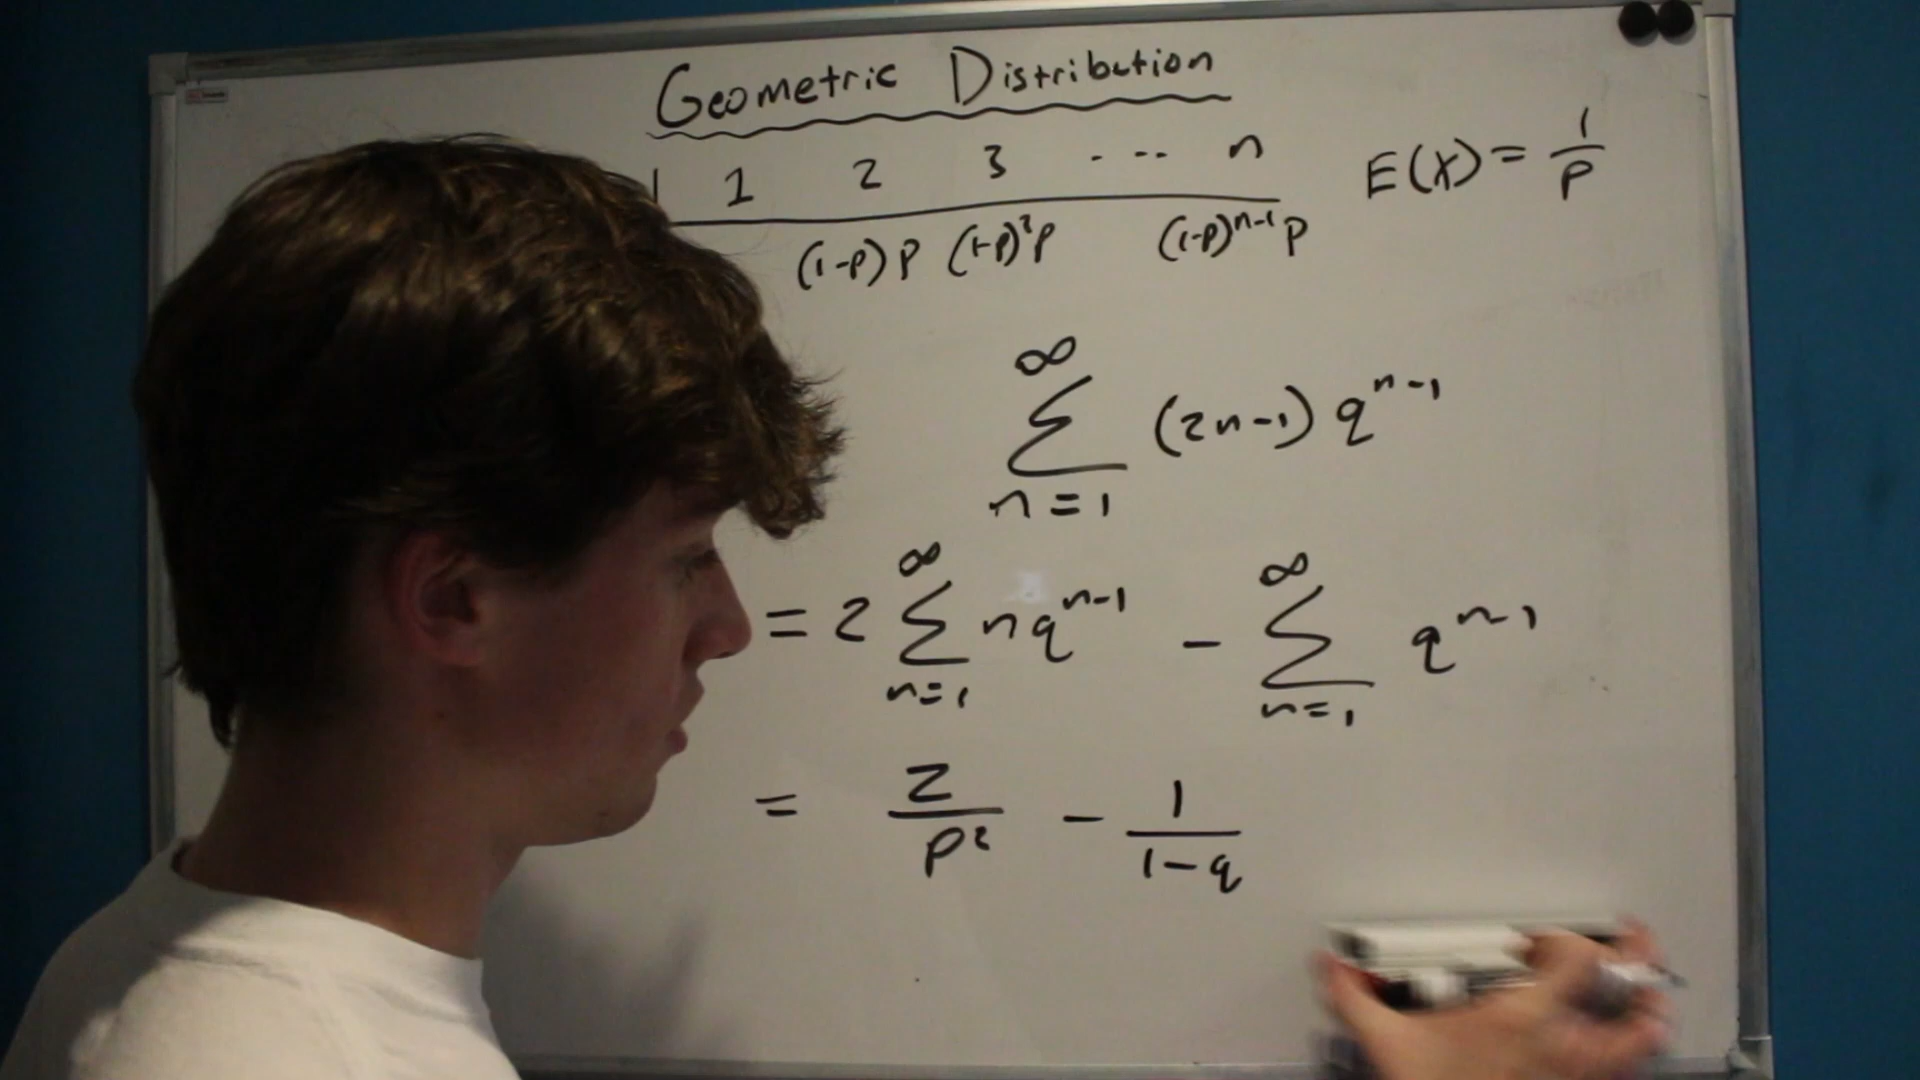 Geometric Distribution
1 2 3 . -- n
E(X) = 1/p
(1-p)p (1-p)²p (1-p)ⁿ⁻¹p
∞
∑ (2n-1) qⁿ⁻¹
n=1
∞ ∞
= 2 ∑ nqⁿ⁻¹ - ∑ qⁿ⁻¹
n=1 n=1
= 2/p² - 1/(1-q)